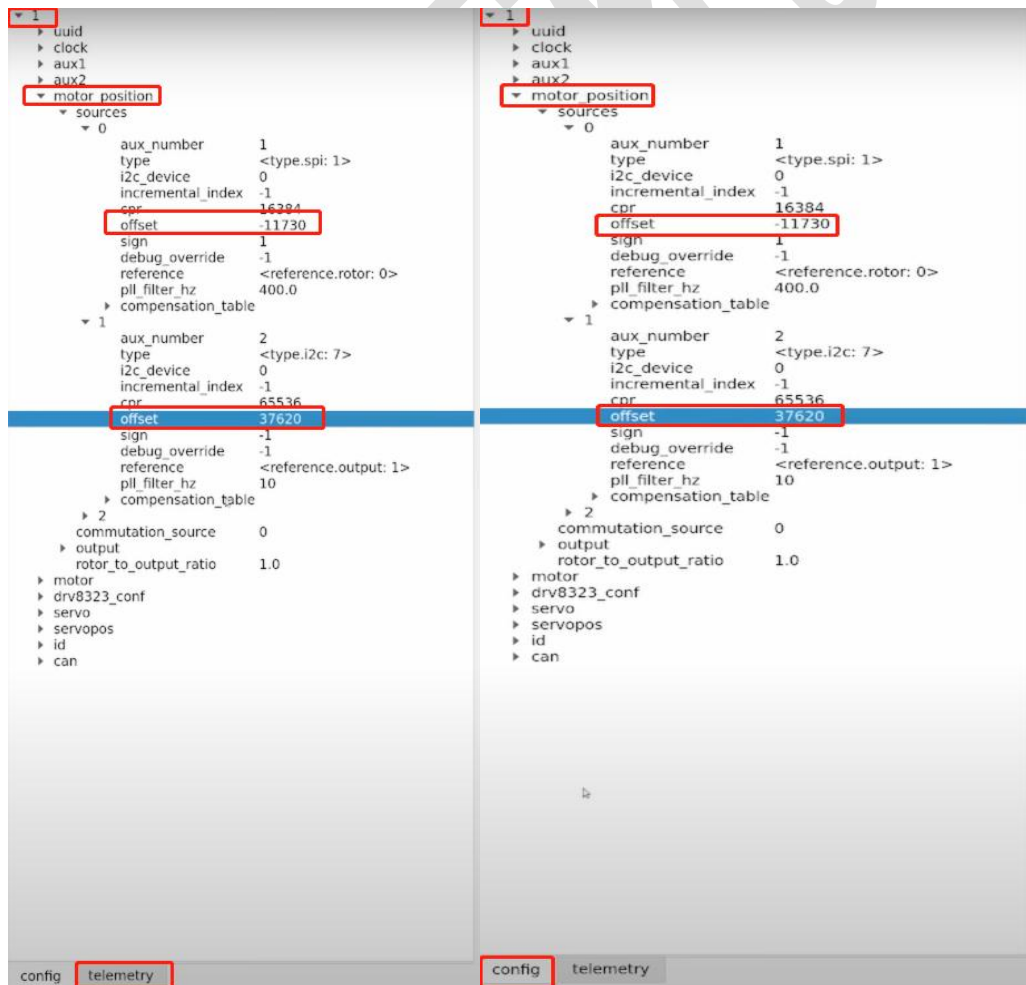 1
uuid
clock
aux1
aux2
motor_position
sources
0
aux_number 1
type <type.spi: 1>
i2c_device 0
incremental_index -1
cpr 16384
offset -11730
sign 1
debug_override -1
reference <reference.rotor: 0>
pll_filter_hz 400.0
compensation_table
1
aux_number 2
type <type.i2c: 7>
i2c_device 0
incremental_index -1
cpr 65536
offset 37620
sign -1
debug_override -1
reference <reference.output: 1>
pll_filter_hz 10
compensation_table
2
commutation_source 0
output
rotor_to_output_ratio 1.0
motor
drv8323_conf
servo
servopos
id
can
config telemetry
1
uuid
clock
aux1
aux2
motor_position
sources
0
aux_number 1
type <type.spi: 1>
i2c_device 0
incremental_index -1
cpr 16384
offset -11730
sign 1
debug_override -1
reference <reference.rotor: 0>
pll_filter_hz 400.0
compensation_table
1
aux_number 2
type <type.i2c: 7>
i2c_device 0
incremental_index -1
cpr 65536
offset 37620
sign -1
debug_override -1
reference <reference.output: 1>
pll_filter_hz 10
compensation_table
2
commutation_source 0
output
rotor_to_output_ratio 1.0
motor
drv8323_conf
servo
servopos
id
can
config telemetry